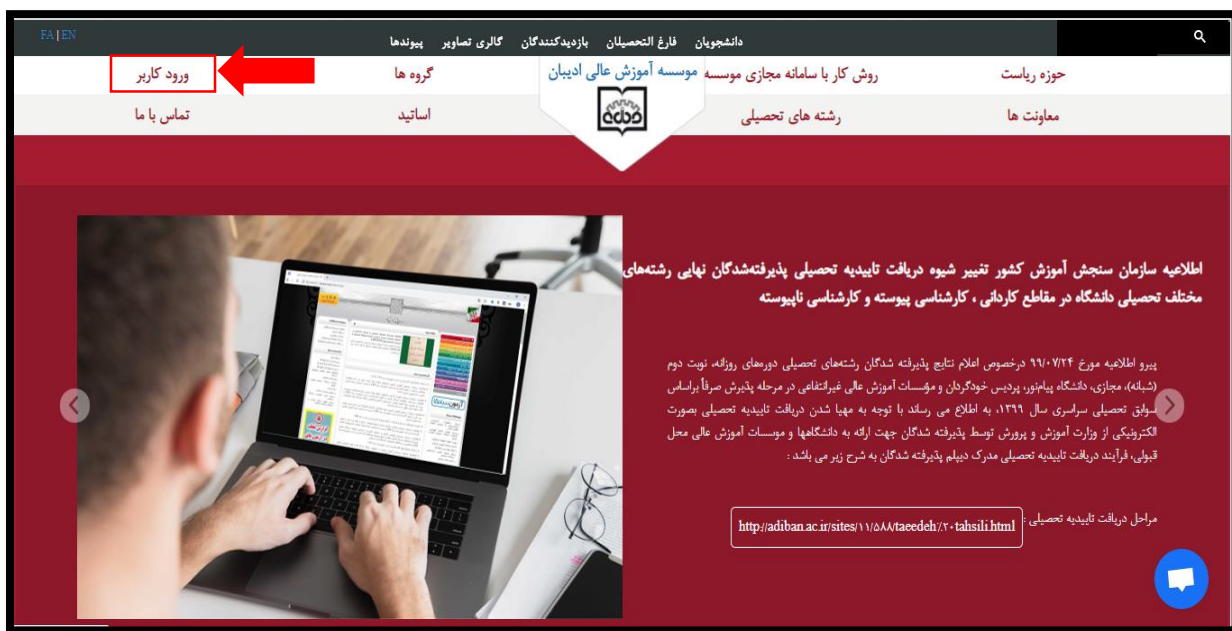 FA | EN
دانشجویان فارغ التحصیلان بازدیدکنندگان گالری تصاویر پیوندها
حوزه ریاست
روش کار با سامانه مجازی موسسه
موسسه آموزش عالی ادیبان
گروه ها
ورود کاربر
معاونت ها
رشته های تحصیلی
اساتید
تماس با ما
اطلاعیه سازمان سنجش آموزش کشور تغییر شیوه دریافت تاییدیه تحصیلی پذیرفته‌شدگان نهایی رشته‌های
مختلف تحصیلی دانشگاه در مقاطع کاردانی ، کارشناسی پیوسته و کارشناسی ناپیوسته
پیرو اطلاعیه مورخ ۹۹/۰۷/۲۴ درخصوص اعلام نتایج پذیرفته شدگان رشته‌های تحصیلی دوره‌های روزانه، نوبت دوم
(شبانه)، مجازی، دانشگاه پیام‌نور، پردیس خودگردان و مؤسسات آموزش عالی غیرانتفاعی در مرحله پذیرش صرفاً براساس
سوابق تحصیلی سراسری سال ۱۳۹۹، به اطلاع می رساند با توجه به مهیا شدن دریافت تاییدیه تحصیلی بصورت
الکترونیکی از وزارت آموزش و پرورش توسط پذیرفته شدگان جهت ارائه به دانشگاهها و موسسات آموزش عالی محل
قبولی، فرآیند دریافت تاییدیه تحصیلی مدرک دیپلم پذیرفته شدگان به شرح زیر می باشد :
مراحل دریافت تاییدیه تحصیلی : http://adiban.ac.ir/sites/۱۱/۵۸۸/taeedeh٪۲۰tahsili.html